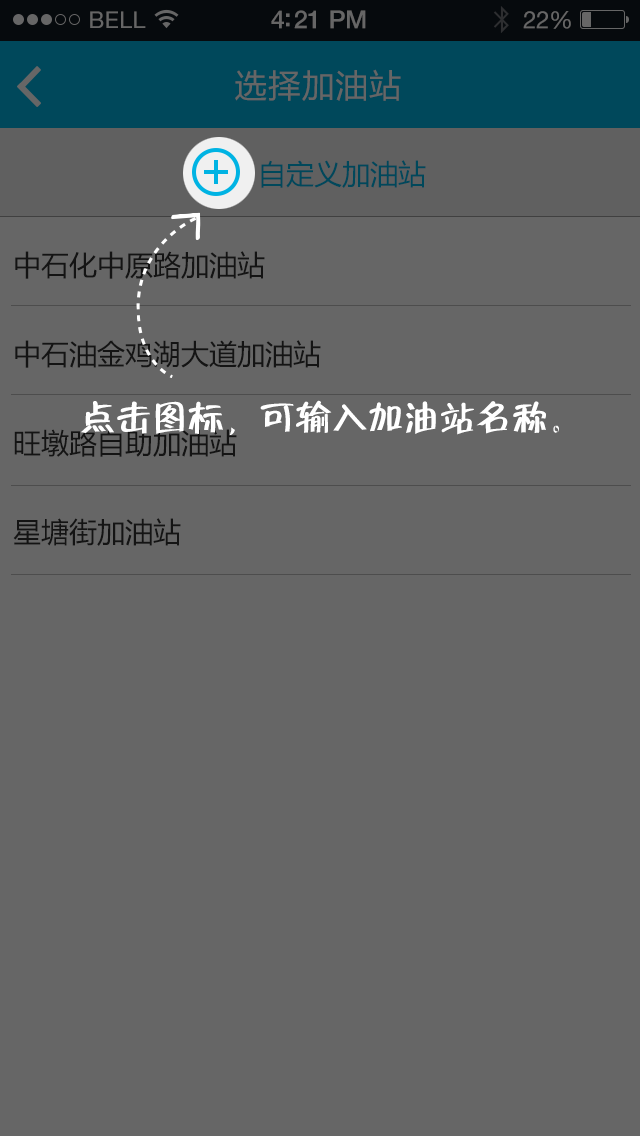 BELL 4:21 PM 22%
选择加油站
自定义加油站
中石化中原路加油站
中石油金鸡湖大道加油站
点击图标，可输入加油站名称。
旺墩路自助加油站
星塘街加油站